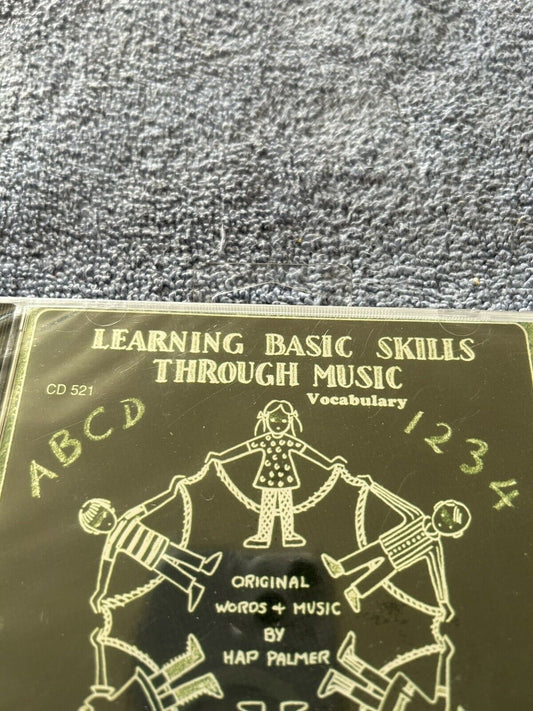 LEARNING BASIC SKILLS
THROUGH MUSIC
Vocabulary
CD 521
ABCD
1234
ORIGINAL
WORDS + MUSIC
BY
HAP PALMER